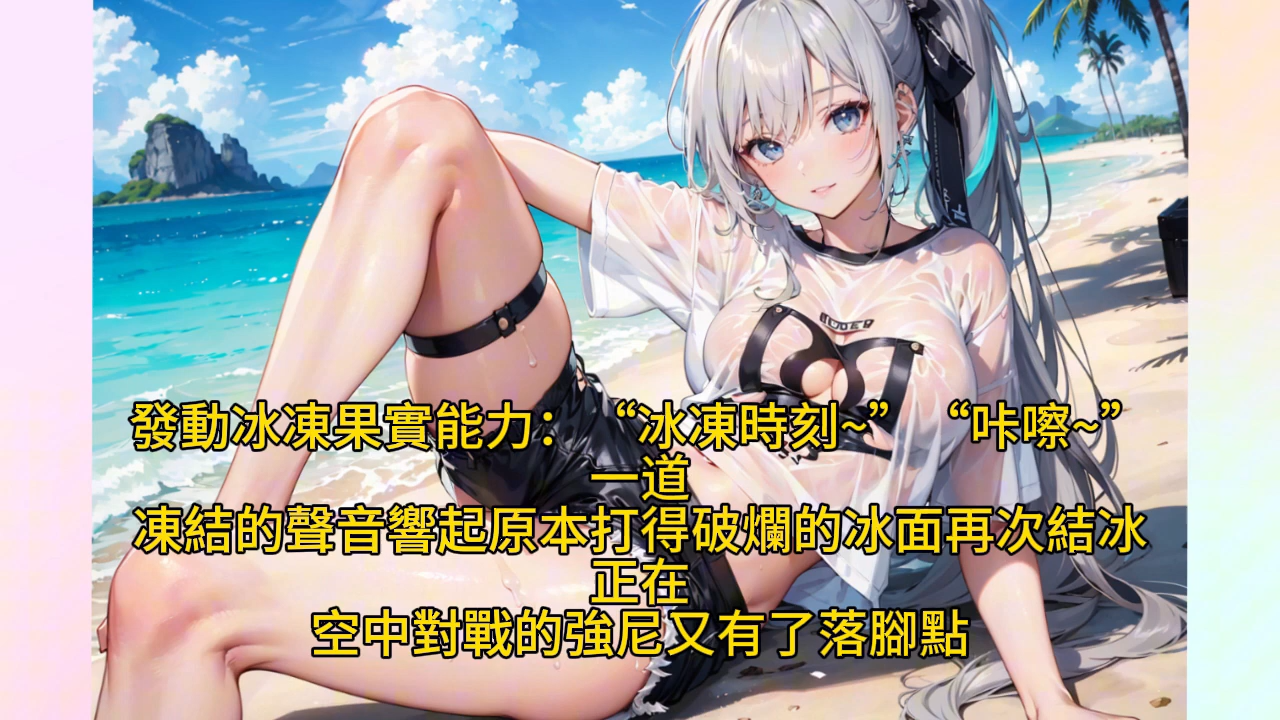 發動冰凍果實能力：“冰凍時刻~”“咔嚓~”
一道
凍結的聲音響起原本打得破爛的冰面再次結冰
正在
空中對戰的強尼又有了落腳點